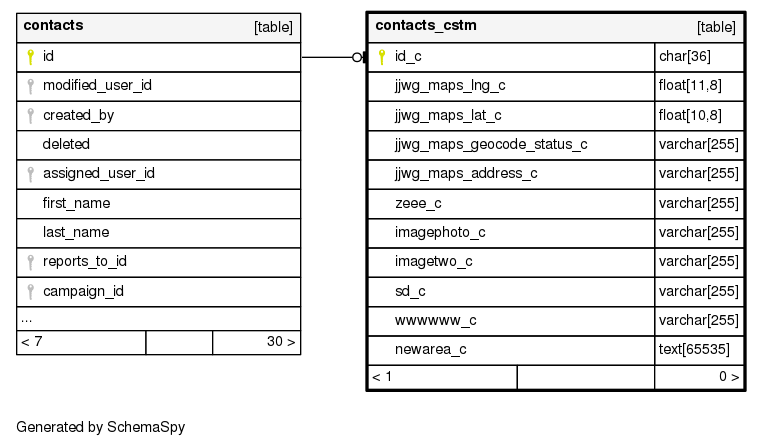 contacts [table]
id
modified_user_id
created_by
deleted
assigned_user_id
first_name
last_name
reports_to_id
campaign_id
...
< 7 30 >
contacts_cstm [table]
id_c char[36]
jjwg_maps_lng_c float[11,8]
jjwg_maps_lat_c float[10,8]
jjwg_maps_geocode_status_c varchar[255]
jjwg_maps_address_c varchar[255]
zeee_c varchar[255]
imagephoto_c varchar[255]
imagetwo_c varchar[255]
sd_c varchar[255]
wwwwww_c varchar[255]
newarea_c text[65535]
< 1 0 >
Generated by SchemaSpy